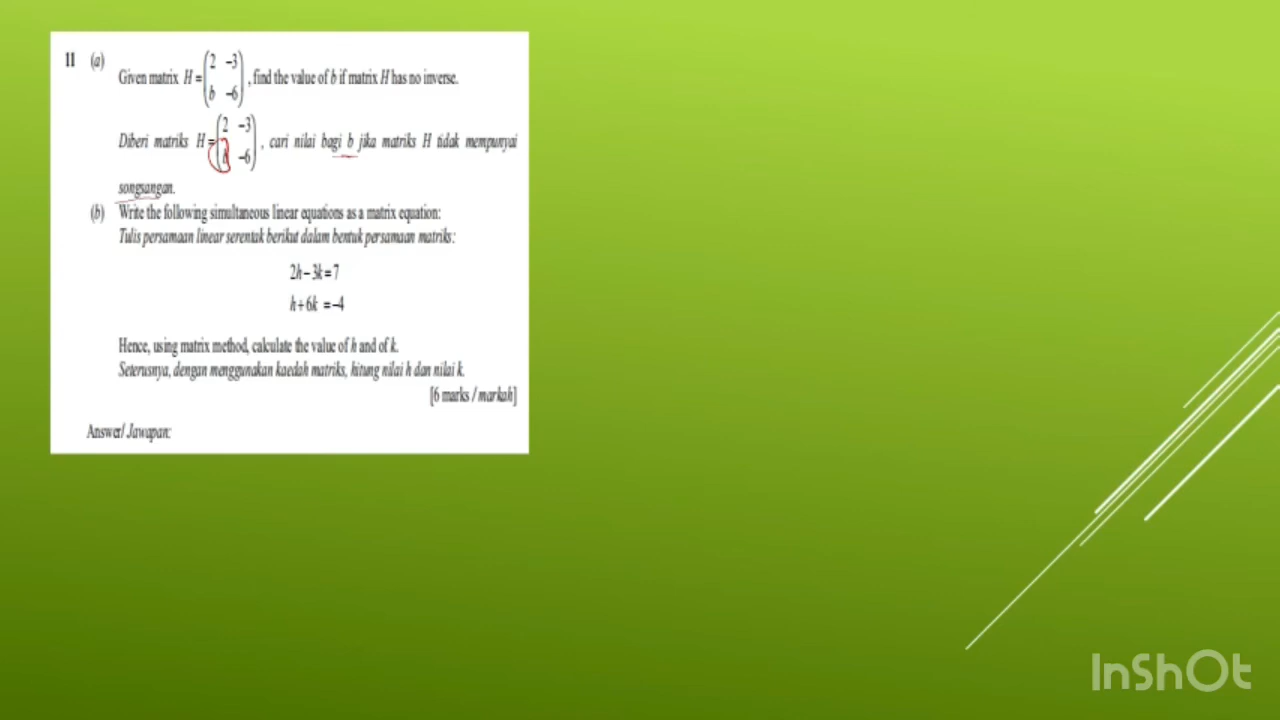 11 (a)
Given matrix H = (2 −3
b −6), find the value of b if matrix H has no inverse.
Diberi matriks H = (2 −3
b −6), cari nilai bagi b jika matriks H tidak mempunyai
songsangan.
(b) Write the following simultaneous linear equations as a matrix equation:
Tulis persamaan linear serentak berikut dalam bentuk persamaan matriks:
2h − 3k = 7
h + 6k = −4
Hence, using matrix method, calculate the value of h and of k.
Seterusnya, dengan menggunakan kaedah matriks, hitung nilai h dan nilai k.
[6 marks / markah]
Answer/ Jawapan:
InShOt